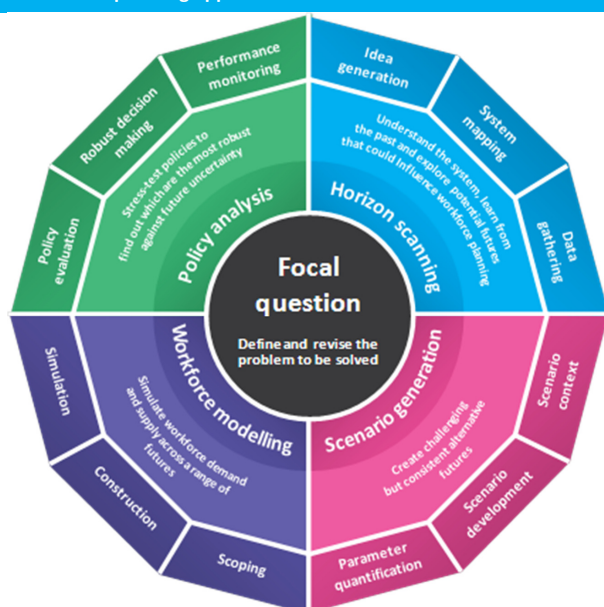 Performance
monitoring
Idea
generation
Robust decision
making
System
mapping
Policy
evaluation
Data
gathering
Stress-test policies to
find out which are the most robust
against future uncertainty
Policy analysis
Understand the system, learn from
the past and explore potential futures
that could Influence workforce planning
Horizon scanning
Focal
question
Define and revise the
problem to be solved
Workforce modelling
Simulate workforce demand
and supply across a range of
futures
Scenario generation
Create challenging
but consistent alternative
futures
Simulation
Construction
Scoping
Scenario
context
Scenario
development
Parameter
quantification